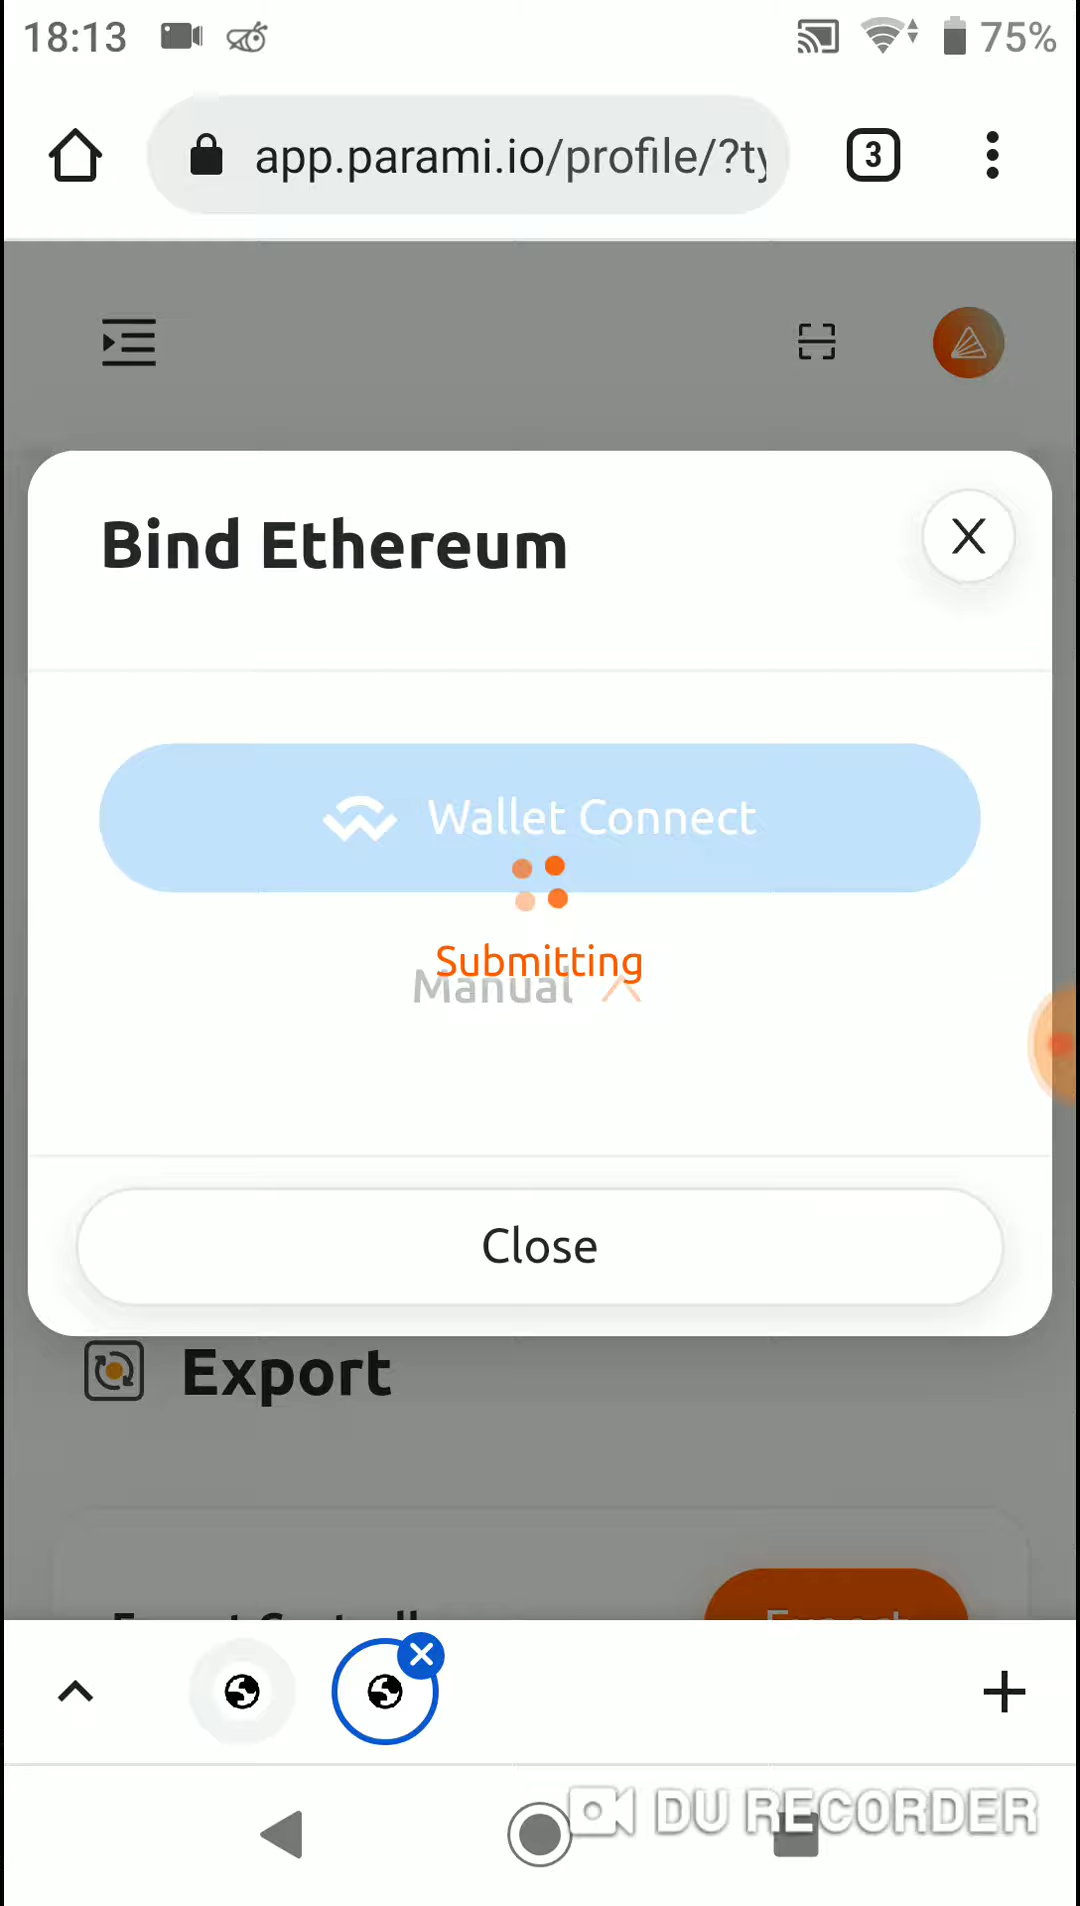 18:13
75%
app.parami.io/profile/?ty
3
Bind Ethereum
Wallet Connect
Submitting
Manual
Close
Export
DU RECORDER